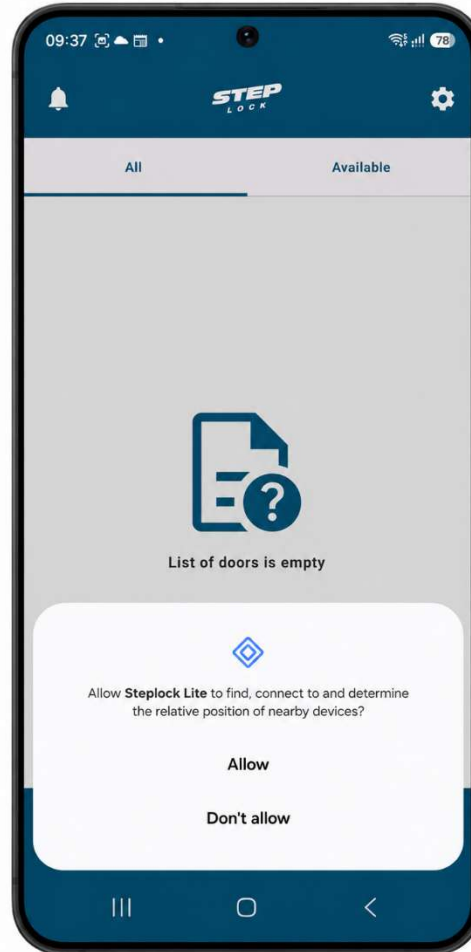 09:37
78
STEP
LOCK
All
Available
?
List of doors is empty
Allow Steplock Lite to find, connect to and determine
the relative position of nearby devices?
Allow
Don't allow